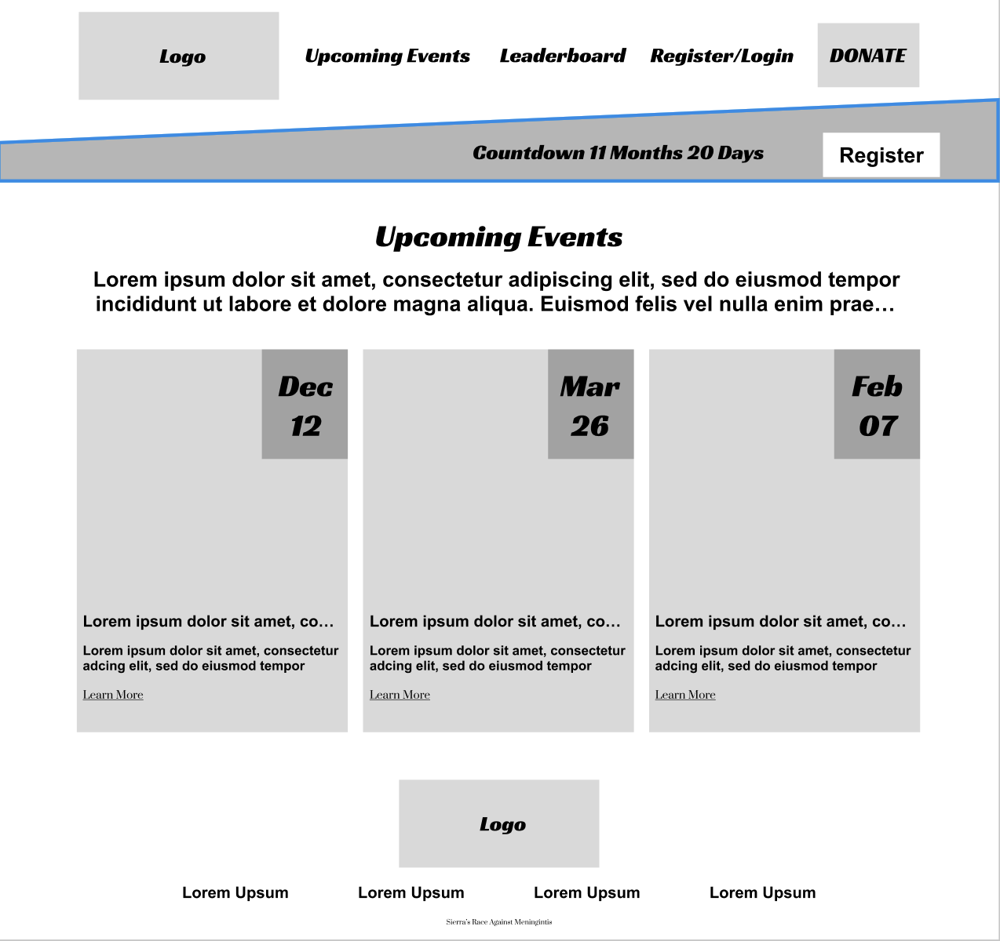 Logo
Upcoming Events
Leaderboard
Register/Login
DONATE
Countdown 11 Months 20 Days
Register
Upcoming Events
Lorem ipsum dolor sit amet, consectetur adipiscing elit, sed do eiusmod tempor
incididunt ut labore et dolore magna aliqua. Euismod felis vel nulla enim prae…
Dec
12
Lorem ipsum dolor sit amet, co…
Lorem ipsum dolor sit amet, consectetur
adcing elit, sed do eiusmod tempor
Learn More
Mar
26
Lorem ipsum dolor sit amet, co…
Lorem ipsum dolor sit amet, consectetur
adcing elit, sed do eiusmod tempor
Learn More
Feb
07
Lorem ipsum dolor sit amet, co…
Lorem ipsum dolor sit amet, consectetur
adcing elit, sed do eiusmod tempor
Learn More
Logo
Lorem Upsum
Lorem Upsum
Lorem Upsum
Lorem Upsum
Sierra's Race Against Meningintis